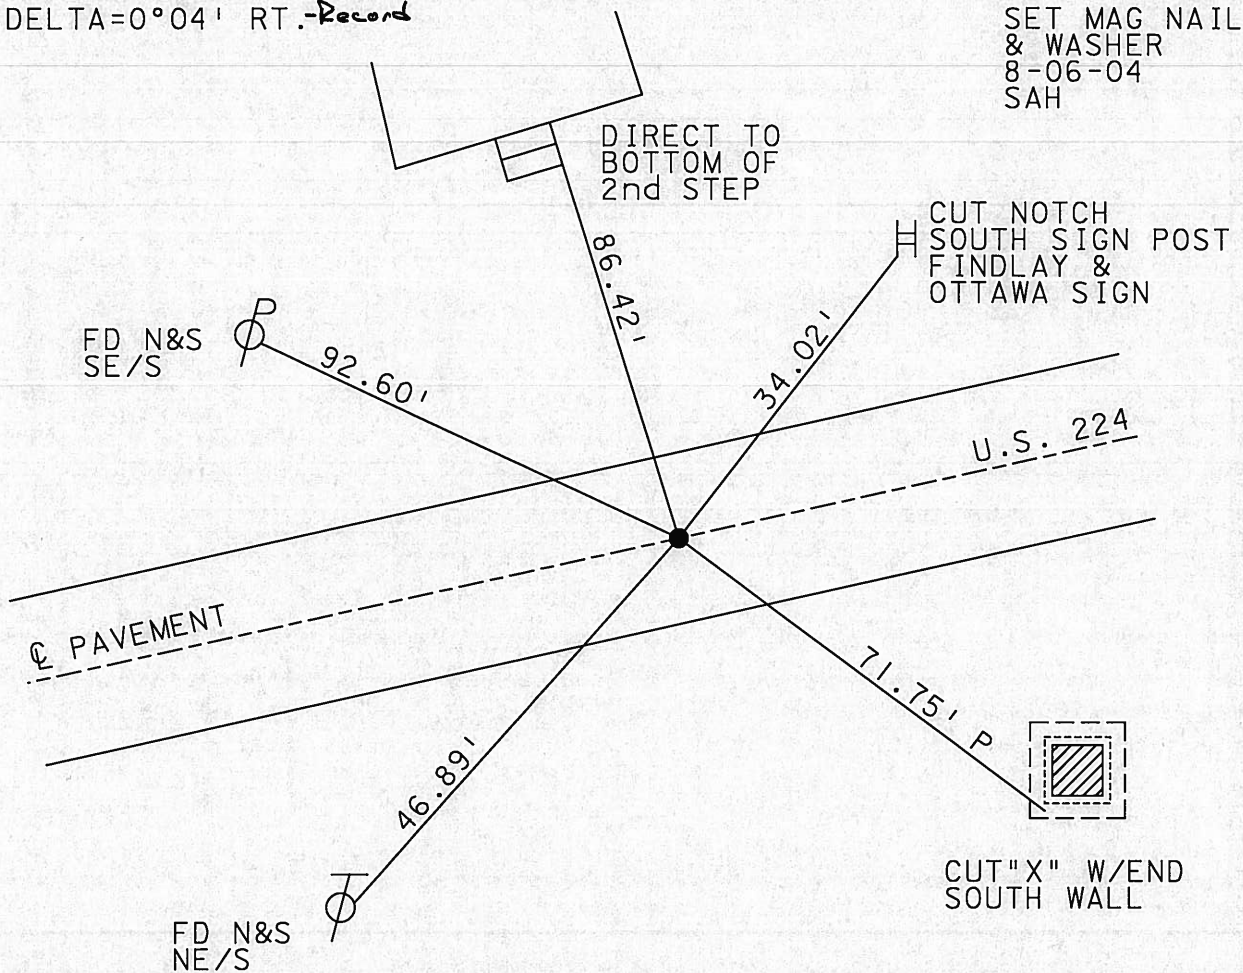 DELTA=0°04' RT.-Record
SET MAG NAIL
& WASHER
8-06-04
SAH
DIRECT TO
BOTTOM OF
2nd STEP
CUT NOTCH
SOUTH SIGN POST
FINDLAY &
OTTAWA SIGN
86.42'
34.02'
P
FD N&S
SE/S
92.60'
U.S. 224
℄ PAVEMENT
71.75' P
46.89'
CUT"X" W/END
SOUTH WALL
T
FD N&S
NE/S